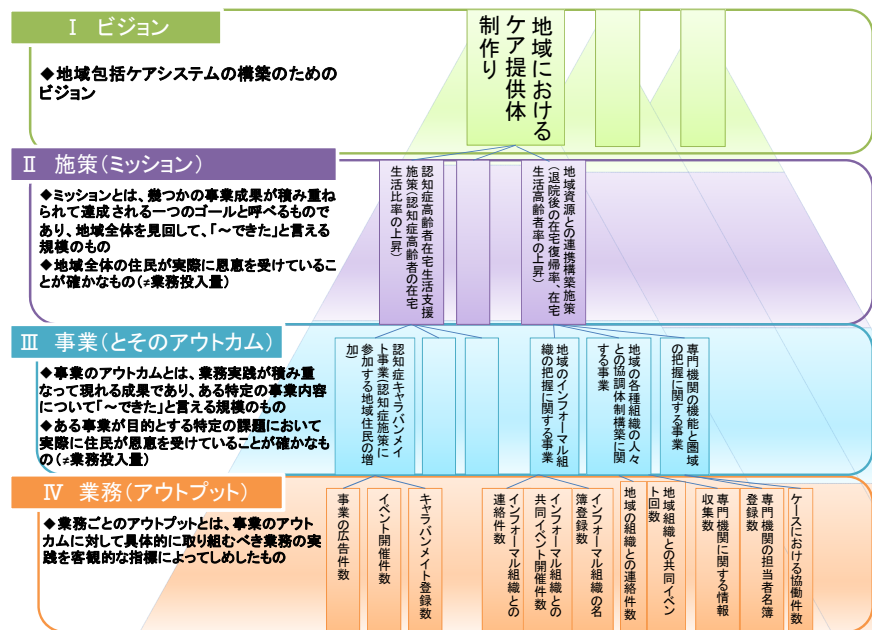 Ⅰ ビジョン
◆地域包括ケアシステムの構築のための
ビジョン
地域における
ケア提供体
制作り
Ⅱ 施策(ミッション)
◆ミッションとは、幾つかの事業成果が積み重ね
られて達成される一つのゴールと呼べるもので
あり、地域全体を見回して、「~できた」と言える
規模のもの
◆地域全体の住民が実際に恩恵を受けているこ
とが確かなもの(≠業務投入量)
認知症高齢者在宅生活支援
施策(認知症高齢者の在宅
生活比率の上昇)
地域資源との連携構築施策
(退院後の在宅復帰率、在宅
生活高齢者率の上昇)
Ⅲ 事業(とそのアウトカム)
◆事業のアウトカムとは、業務実践が積み重
なって現れる成果であり、ある特定の事業内容
について「~できた」と言える規模のもの
◆ある事業が目的とする特定の課題において
実際に住民が恩恵を受けていることが確かなも
の(≠業務投入量)
認知症キャラバンメイ
ト事業(認知症施策に
参加する地域住民の増
加)
地域のインフォーマル組
織の把握に関する事業
地域の各種組織の人々
との協調体制構築に関
する事業
専門機関の機能と圏域
の把握に関する事業
Ⅳ 業務(アウトプット)
◆業務ごとのアウトプットとは、事業のアウト
カムに対して具体的に取り組むべき業務の実
践を客観的な指標によってしめしたもの
事業の広告件数
イベント開催件数
キャラバンメイト登録数
インフォーマル組織との
連絡件数
インフォーマル組織との
共同イベント開催件数
インフォーマル組織の名
簿登録数
地域の組織との連絡件数
地域組織との共同イベン
ト回数
専門機関に関する情報
収集数
専門機関の担当者名簿
登録数
ケースにおける協働件数